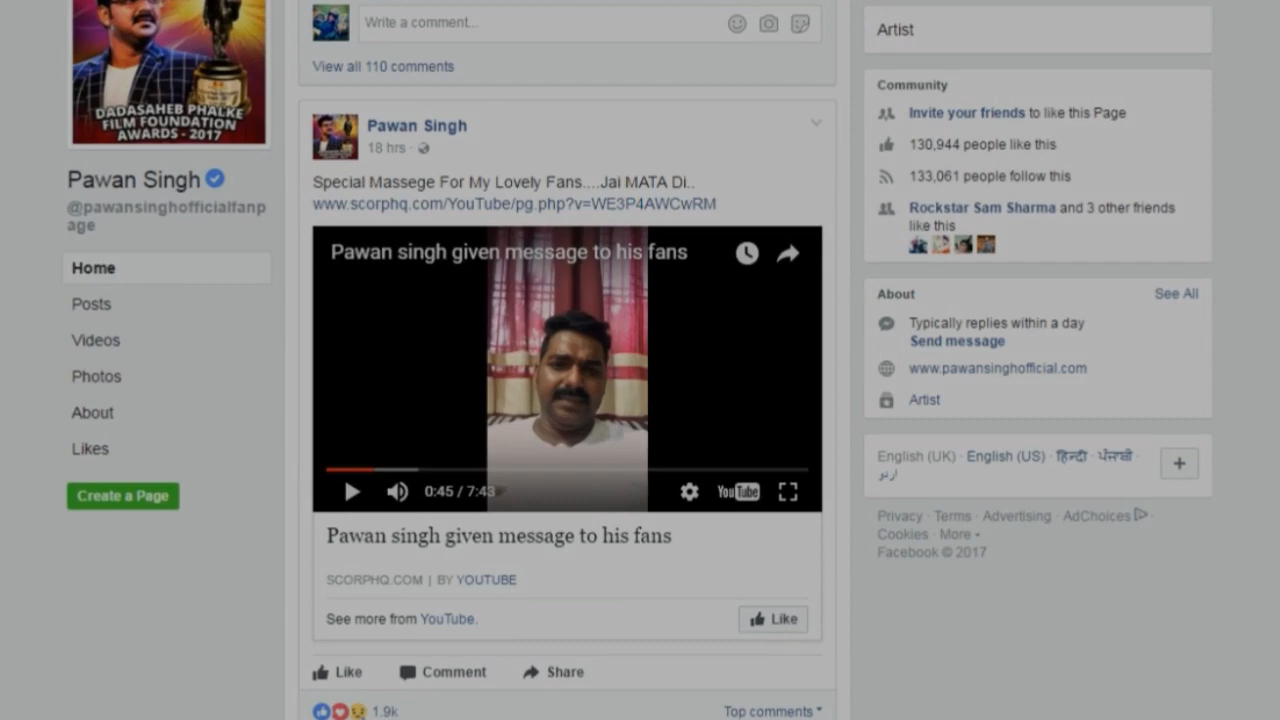 DADASAHEB PHALKE
FILM FOUNDATION
AWARDS - 2017
Pawan Singh
@pawansinghofficialfanp
age
Home
Posts
Videos
Photos
About
Likes
Create a Page
Write a comment...
View all 110 comments
Pawan Singh
18 hrs ·
Special Massege For My Lovely Fans....Jai MATA Di..
www.scorphq.com/YouTube/pg.php?v=WE3P4AWCwRM
Pawan singh given message to his fans
0:45 / 7:43
YouTube
Pawan singh given message to his fans
SCORPHQ.COM | BY YOUTUBE
See more from YouTube.
Like
Like Comment Share
1.9k
Top comments
Artist
Community
Invite your friends to like this Page
130,944 people like this
133,061 people follow this
Rockstar Sam Sharma and 3 other friends
like this
About
See All
Typically replies within a day
Send message
www.pawansinghofficial.com
Artist
English (UK) · English (US) · हिन्दी · ਪੰਜਾਬੀ ·
اردو
+
Privacy · Terms · Advertising · AdChoices ·
Cookies · More
Facebook © 2017